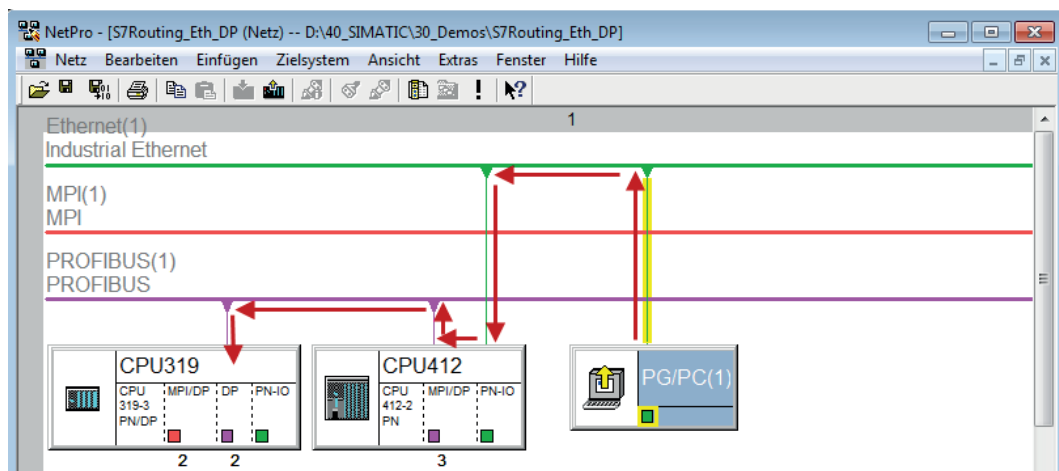 NetPro - [S7Routing_Eth_DP (Netz) -- D:\40_SIMATIC\30_Demos\S7Routing_Eth_DP]
Netz Bearbeiten Einfügen Zielsystem Ansicht Extras Fenster Hilfe
1
Ethernet(1)
Industrial Ethernet
MPI(1)
MPI
PROFIBUS(1)
PROFIBUS
CPU319
CPU MPI/DP DP PN-IO
319-3
PN/DP
2 2
CPU412
CPU MPI/DP PN-IO
412-2
PN
3
PG/PC(1)